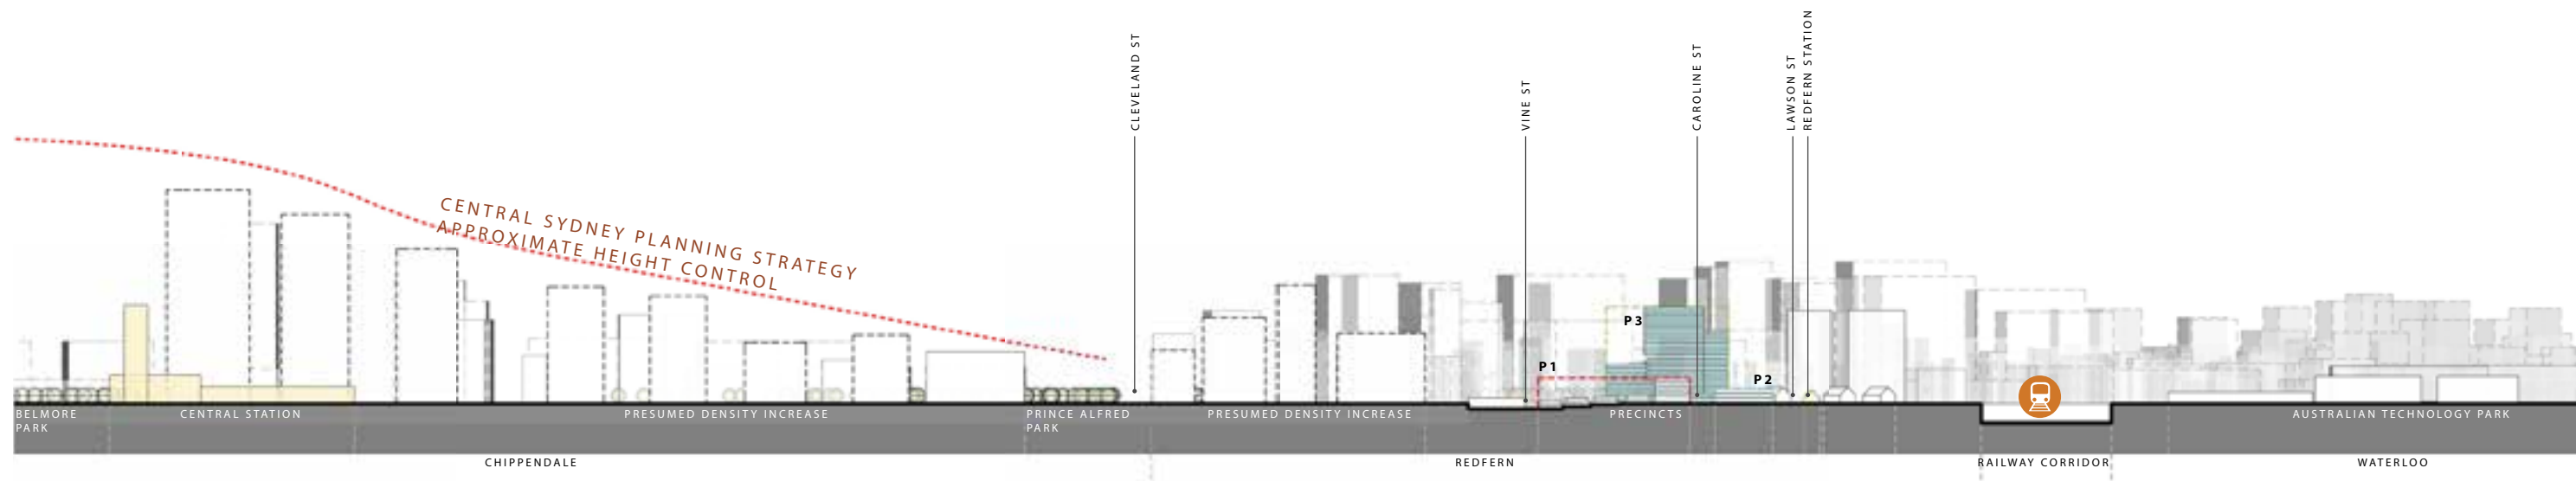 CLEVELAND ST
VINE ST
CAROLINE ST
LAWSON ST
REDFERN STATION
CENTRAL SYDNEY PLANNING STRATEGY
APPROXIMATE HEIGHT CONTROL
P3
P1
P2
BELMORE
PARK
CENTRAL STATION
PRESUMED DENSITY INCREASE
PRINCE ALFRED
PARK
PRESUMED DENSITY INCREASE
PRECINCTS
AUSTRALIAN TECHNOLOGY PARK
CHIPPENDALE
REDFERN
RAILWAY CORRIDOR
WATERLOO